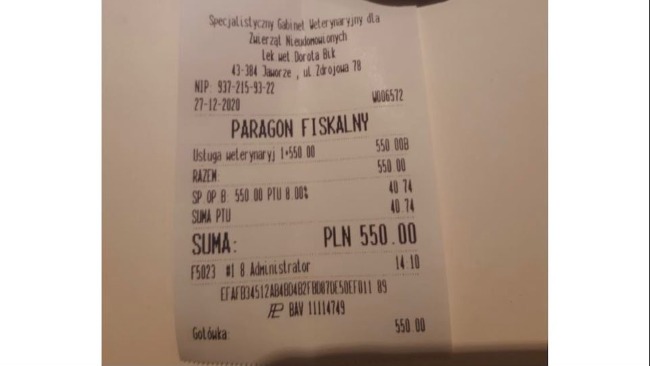 Specjalistyczny Gabinet Weterynaryjny dla
Zwierząt Nieudomowionych
lek.wet.Dorota Bik
43-384 Jaworze , ul Zdrojowa 78
NIP: 937-215-93-22
27-12-2020 W006572
PARAGON FISKALNY
Usługa weterynaryj 1*550.00 550.00B
RAZEM: 550.00
SP.OP.B: 550.00 PTU 8.00% 40.74
SUMA PTU 40.74
SUMA: PLN 550.00
F5023 #1 8 Administrator 14:10
BAV 11114749
Gotówka: 550.00